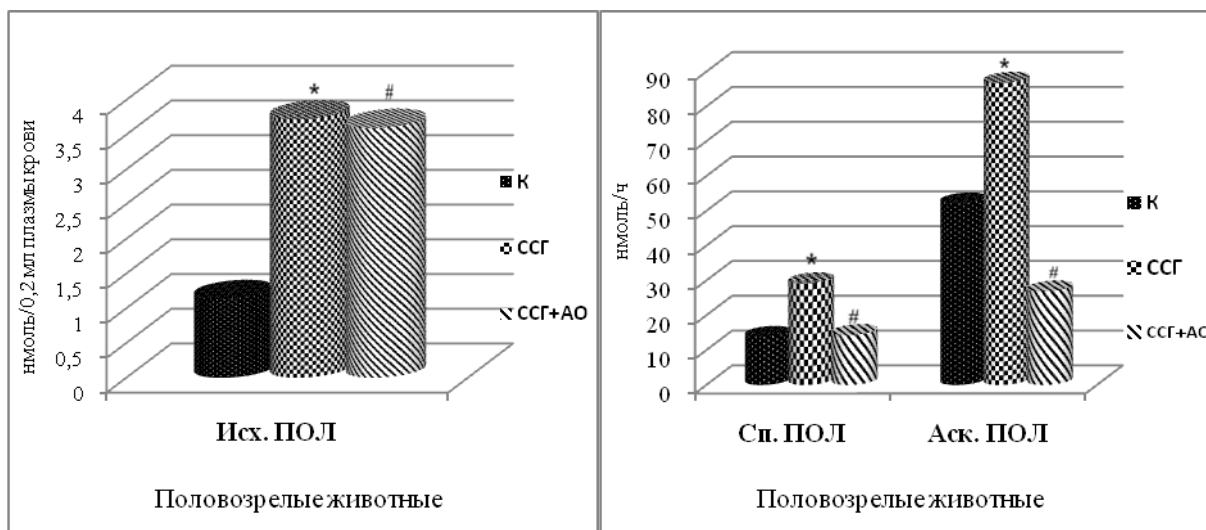 нмоль/0,2 мл плазмы крови
4
3,5
3
2,5
2
1,5
1
0,5
0
*
#
К
ССГ
ССГ+АО
Исх. ПОЛ
Половозрелые животные
нмоль/ч
90
80
70
60
50
40
30
20
10
0
*
#
*
#
К
ССГ
ССГ+АО
Сп. ПОЛ Аск. ПОЛ
Половозрелые животные